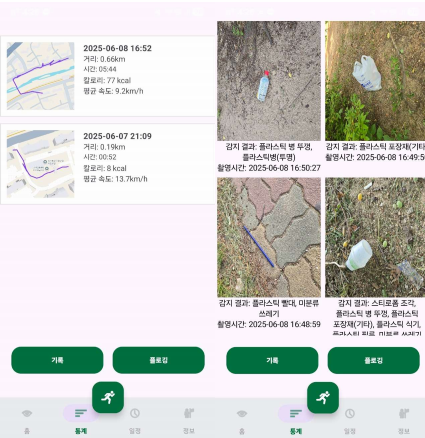 2025-06-08 16:52
거리: 0.66km
시간: 05:44
칼로리: 77 kcal
평균 속도: 9.2km/h
2025-06-07 21:09
거리: 0.19km
시간: 00:52
칼로리: 8 kcal
평균 속도: 13.7km/h
기록
플로깅
홈
통계
일정
정보
감지 결과: 플라스틱 병 뚜껑,
플라스틱병(투명)
촬영시간: 2025-06-08 16:50:27
감지 결과: 플라스틱 포장재(기타
촬영시간: 2025-06-08 16:49:5
감지 결과: 플라스틱 빨대, 미분류
쓰레기
촬영시간: 2025-06-08 16:48:59
감지 결과: 스티로폼 조각,
플라스틱 병 뚜껑, 플라스틱
포장재(기타), 플라스틱 식기,
미분류 쓰레기
기록
플로깅
홈
통계
일정
정보